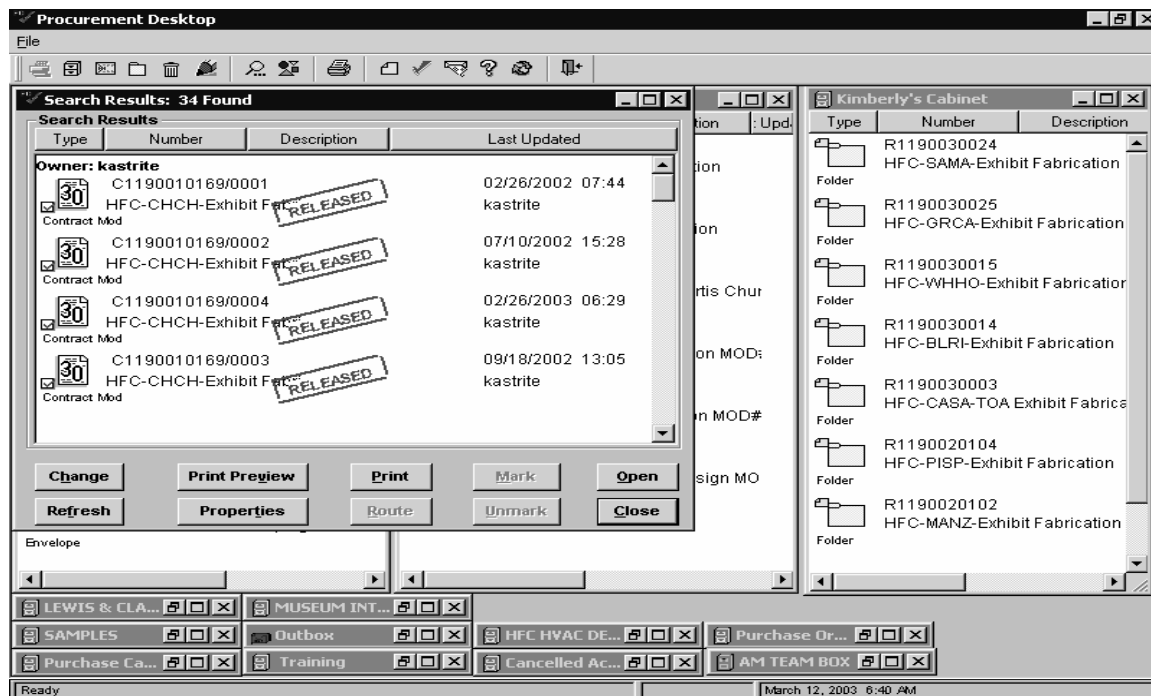 Procurement Desktop
File
Search Results: 34 Found
Search Results
Type Number Description Last Updated
Owner: kastrite
C1190010169/0001 02/26/2002 07:44
HFC-CHCH-Exhibit RELEASED kastrite
Contract Mod
C1190010169/0002 07/10/2002 15:28
HFC-CHCH-Exhibit RELEASED kastrite
Contract Mod
C1190010169/0004 02/26/2003 06:29
HFC-CHCH-Exhibit RELEASED kastrite
Contract Mod
C1190010169/0003 09/18/2002 13:05
HFC-CHCH-Exhibit RELEASED kastrite
Contract Mod
Change Print Preview Print Mark Open
Refresh Properties Route Unmark Close
Envelope
tion : Upd
tion
ion
rtis Chur
on MOD:
n MOD#
sign MO
Kimberly's Cabinet
Type Number Description
R1190030024
HFC-SAMA-Exhibit Fabrication
Folder
R1190030025
HFC-GRCA-Exhibit Fabrication
Folder
R1190030015
HFC-WHHO-Exhibit Fabrication
Folder
R1190030014
HFC-BLRI-Exhibit Fabrication
Folder
R1190030003
HFC-CASA-TOA Exhibit Fabrica
Folder
R1190020104
HFC-PISP-Exhibit Fabrication
Folder
R1190020102
HFC-MANZ-Exhibit Fabrication
Folder
LEWIS & CLA... MUSEUM INT...
SAMPLES Outbox HFC HVAC DE... Purchase Or...
Purchase Ca... Training Cancelled Ac... AM TEAM BOX
Ready March 12, 2003 6:40 AM